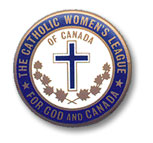 THE CATHOLIC WOMEN'S LEAGUE
OF CANADA
FOR GOD AND CANADA